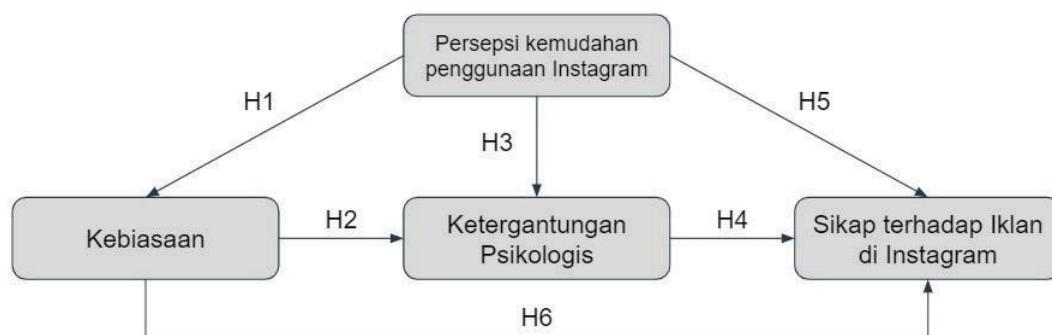 Persepsi kemudahan
penggunaan Instagram
H1
H5
H3
Kebiasaan
H2
Ketergantungan
Psikologis
H4
Sikap terhadap Iklan
di Instagram
H6